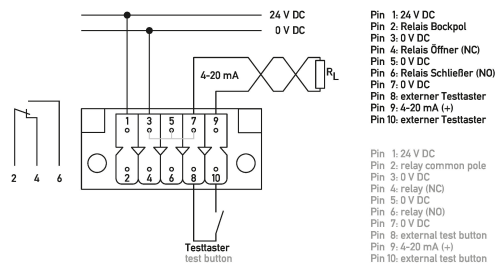 24 V DC
0 V DC
4-20 mA
RL
1 3 5 7 9
2 4 6 8 10
2 4 6
Testtaster
test button
Pin 1: 24 V DC
Pin 2: Relais Bockpol
Pin 3: 0 V DC
Pin 4: Relais Öffner (NC)
Pin 5: 0 V DC
Pin 6: Relais Schließer (NO)
Pin 7: 0 V DC
Pin 8: externer Testtaster
Pin 9: 4-20 mA (+)
Pin 10: externer Testtaster
Pin 1: 24 V DC
Pin 2: relay common pole
Pin 3: 0 V DC
Pin 4: relay (NC)
Pin 5: 0 V DC
Pin 6: relay (NO)
Pin 7: 0 V DC
Pin 8: external test button
Pin 9: 4-20 mA (+)
Pin 10: external test button